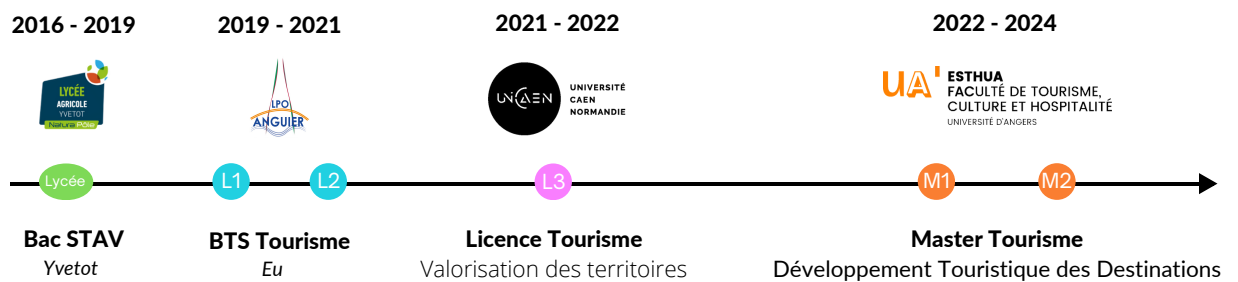 2016 - 2019
2019 - 2021
2021 - 2022
2022 - 2024
LYCÉE
AGRICOLE
YVETOT
NaturaPôle
LPO
ANGUIER
UNICAEN
UNIVERSITÉ
CAEN
NORMANDIE
UA'
ESTHUA
FACULTÉ DE TOURISME,
CULTURE ET HOSPITALITÉ
UNIVERSITÉ D'ANGERS
Lycée
L1
L2
L3
M1
M2
Bac STAV
Yvetot
BTS Tourisme
Eu
Licence Tourisme
Valorisation des territoires
Master Tourisme
Développement Touristique des Destinations